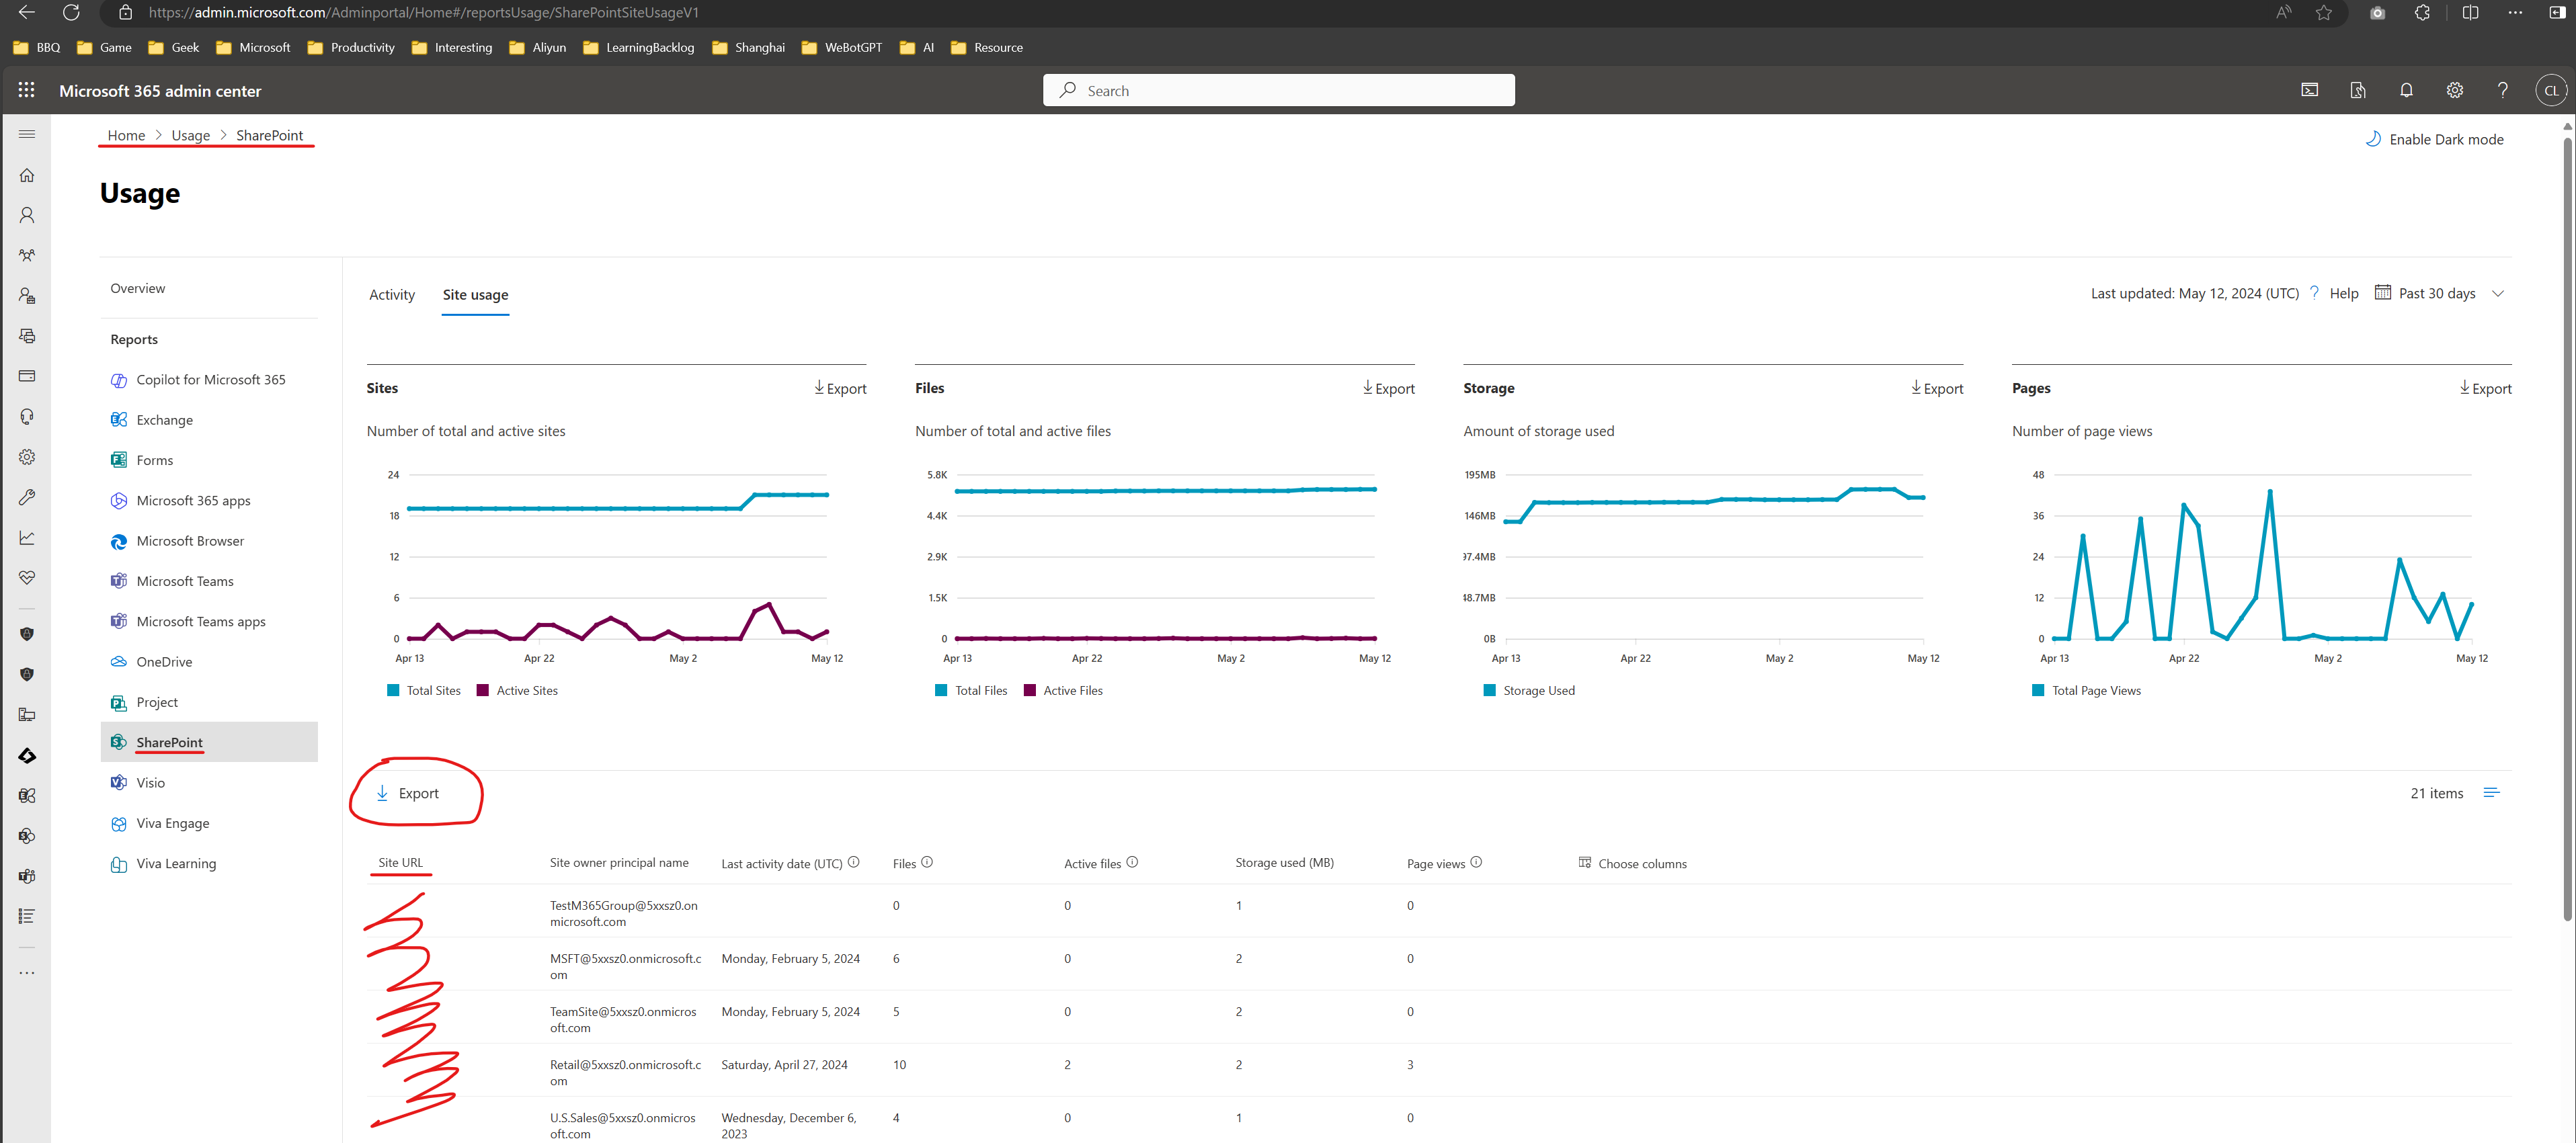 https://admin.microsoft.com/Adminportal/Home#/reportsUsage/SharePointSiteUsageV1
BBQ Game Geek Microsoft Productivity Interesting Aliyun LearningBacklog Shanghai WeBotGPT AI Resource
Microsoft 365 admin center
Search
CL
Home > Usage > SharePoint
Enable Dark mode
Usage
Overview
Reports
Copilot for Microsoft 365
Exchange
Forms
Microsoft 365 apps
Microsoft Browser
Microsoft Teams
Microsoft Teams apps
OneDrive
Project
SharePoint
Visio
Viva Engage
Viva Learning
Activity Site usage
Last updated: May 12, 2024 (UTC) ? Help Past 30 days
Sites
Export
Number of total and active sites
24
18
12
6
0
Apr 13 Apr 22 May 2 May 12
Total Sites Active Sites
Files
Export
Number of total and active files
5.8K
4.4K
2.9K
1.5K
0
Apr 13 Apr 22 May 2 May 12
Total Files Active Files
Storage
Export
Amount of storage used
195MB
146MB
97.4MB
48.7MB
0B
Apr 13 Apr 22 May 2 May 12
Storage Used
Pages
Export
Number of page views
48
36
24
12
0
Apr 13 Apr 22 May 2 May 12
Total Page Views
Export
21 items
Site URL Site owner principal name Last activity date (UTC) Files Active files Storage used (MB) Page views Choose columns
TestM365Group@5xxsz0.on 0 0 1 0
microsoft.com
MSFT@5xxsz0.onmicrosoft.c Monday, February 5, 2024 6 0 2 0
om
TeamSite@5xxsz0.onmicros Monday, February 5, 2024 5 0 2 0
oft.com
Retail@5xxsz0.onmicrosoft.c Saturday, April 27, 2024 10 2 2 3
om
U.S.Sales@5xxsz0.onmicros Wednesday, December 6, 4 0 1 0
oft.com 2023